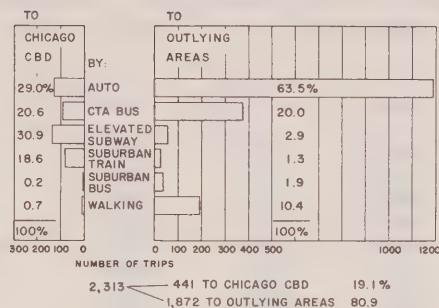 TO TO
CHICAGO OUTLYING
CBD BY: AREAS
29.0% AUTO 63.5%
20.6 CTA BUS 20.0
30.9 ELEVATED SUBWAY 2.9
18.6 SUBURBAN TRAIN 1.3
0.2 SUBURBAN BUS 1.9
0.7 WALKING 10.4
100% 100%
300 200 100 0 0 100 200 300 400 500 1000 1200
NUMBER OF TRIPS
441 TO CHICAGO CBD 19.1%
2,313
1,872 TO OUTLYING AREAS 80.9